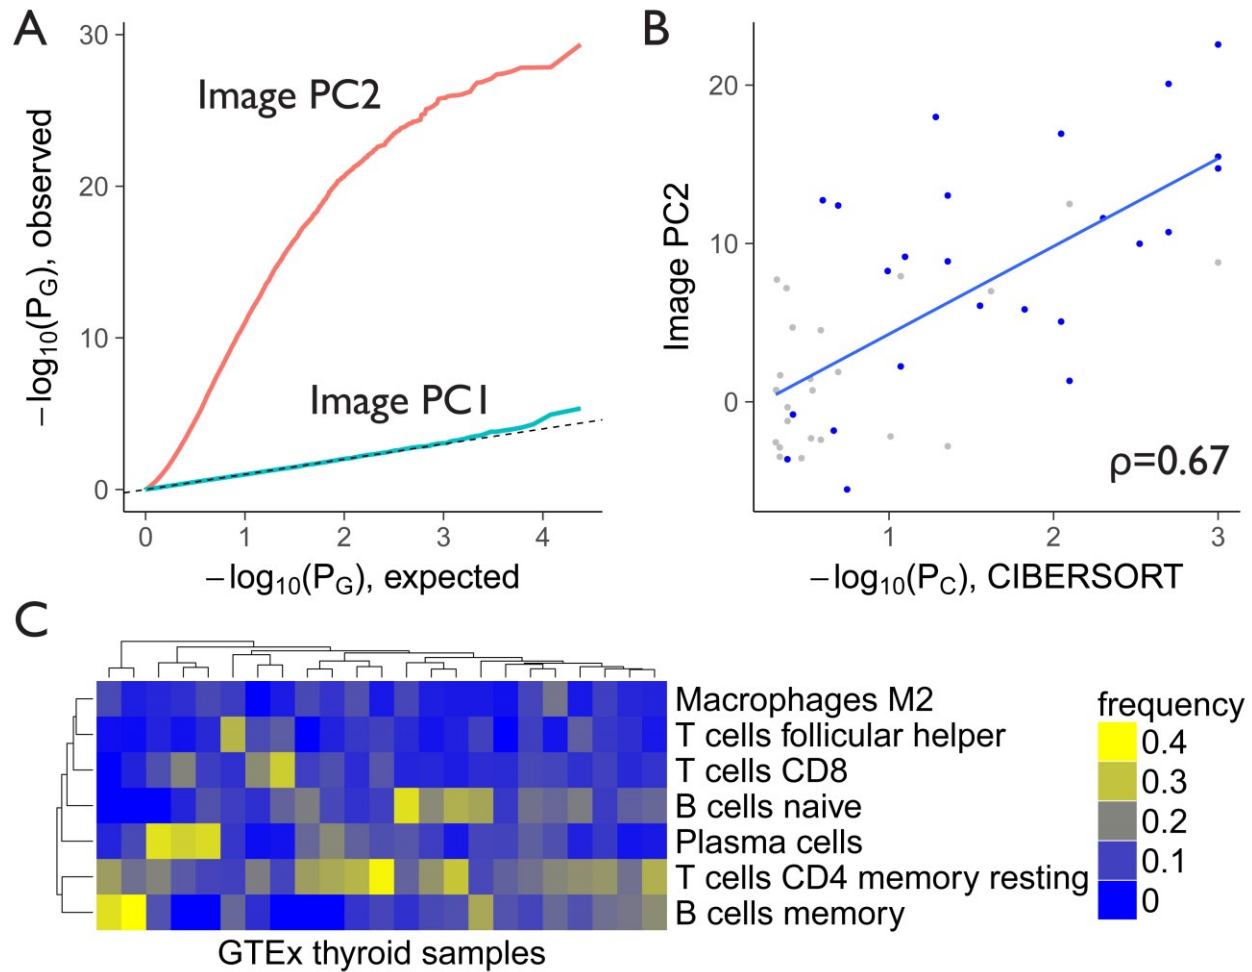 A
30
20
10
0
−log10(PG), observed
Image PC2
Image PC1
0 1 2 3 4
−log10(PG), expected
B
20
10
0
Image PC2
ρ=0.67
1 2 3
−log10(PC), CIBERSORT
C
Macrophages M2
T cells follicular helper
T cells CD8
B cells naive
Plasma cells
T cells CD4 memory resting
B cells memory
GTEx thyroid samples
frequency
0.4
0.3
0.2
0.1
0